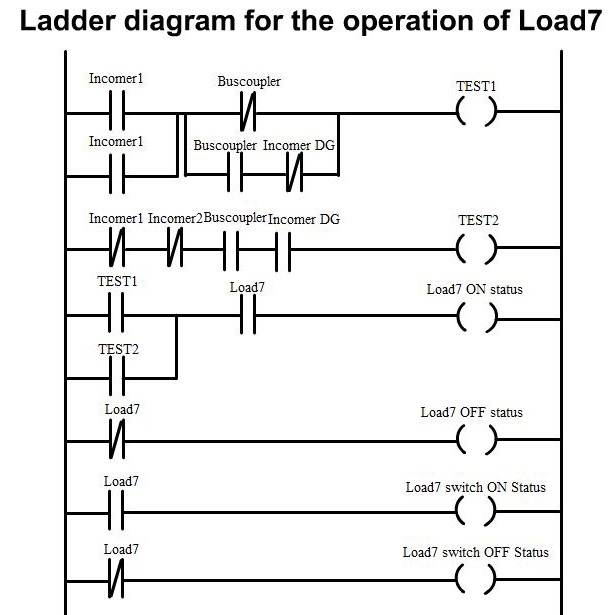 Ladder diagram for the operation of Load7
Incomer1 Buscoupler TEST1
Incomer1 Buscoupler Incomer DG
Incomer1 Incomer2 Buscoupler Incomer DG TEST2
TEST1 Load7 Load7 ON status
TEST2
Load7 Load7 OFF status
Load7 Load7 switch ON Status
Load7 Load7 switch OFF Status